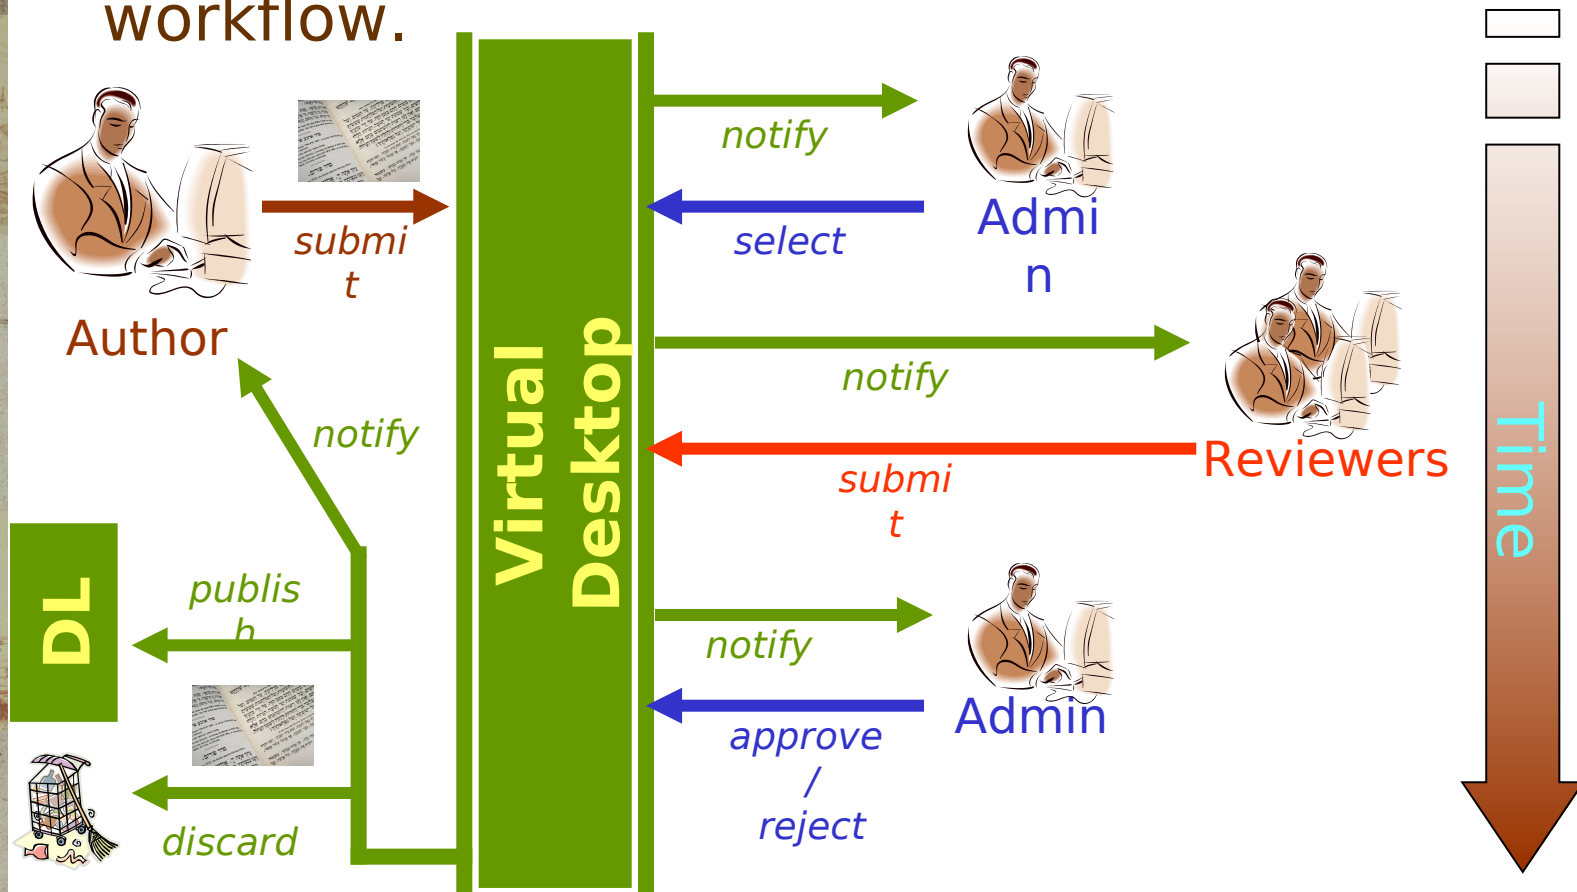 workflow.
notify
submi
t
select
Admi
n
Author
notify
Virtual
Desktop
notify
submi
t
Reviewers
Time
DL
publis
h
notify
Admin
approve
/
reject
discard